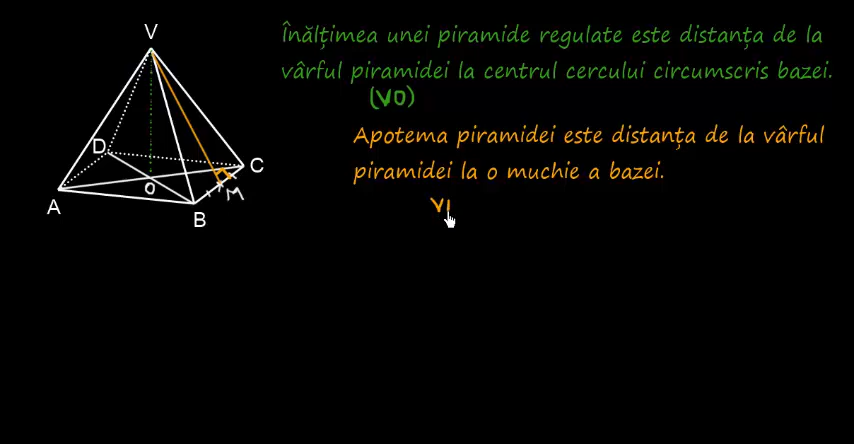 V
Înălțimea unei piramide regulate este distanța de la
vârful piramidei la centrul cercului circumscris bazei.
(VO)
Apotema piramidei este distanța de la vârful
piramidei la o muchie a bazei.
D
C
O
M
A
B